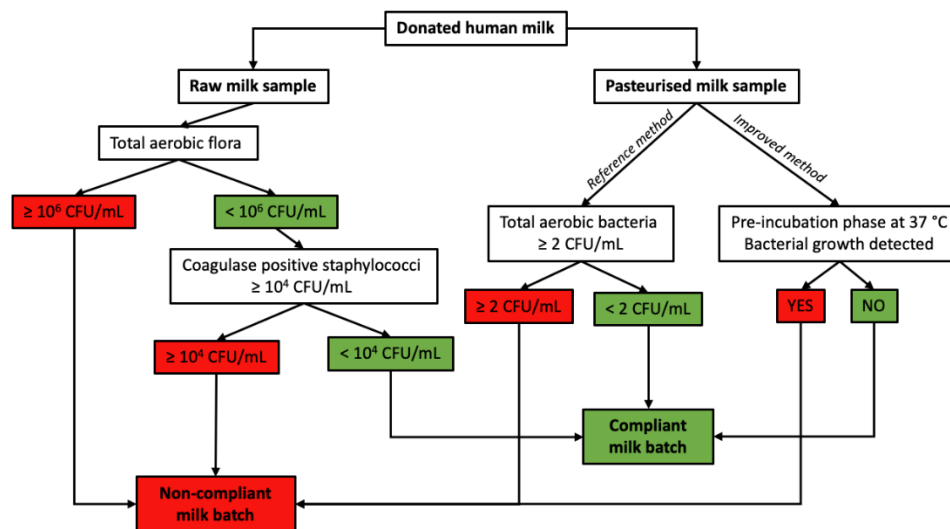 Donated human milk
Raw milk sample
Pasteurised milk sample
Total aerobic flora
Reference method
Improved method
≥ 10⁶ CFU/mL
< 10⁶ CFU/mL
Total aerobic bacteria
≥ 2 CFU/mL
Pre-incubation phase at 37 °C
Bacterial growth detected
Coagulase positive staphylococci
≥ 10⁴ CFU/mL
≥ 2 CFU/mL
< 2 CFU/mL
YES
NO
≥ 10⁴ CFU/mL
< 10⁴ CFU/mL
Compliant
milk batch
Non-compliant
milk batch